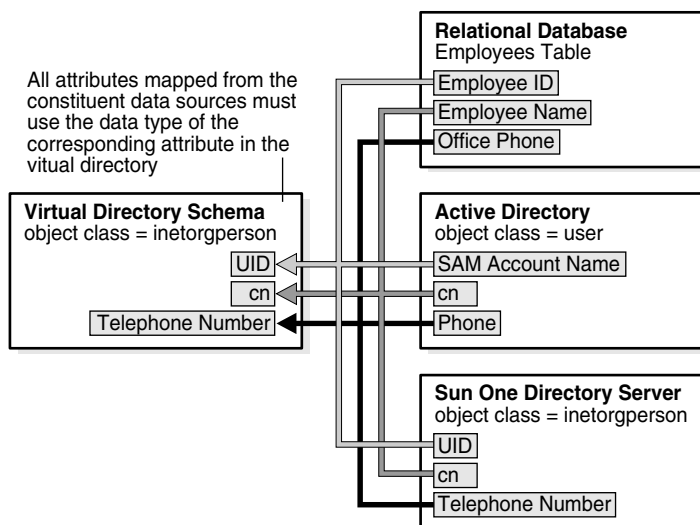 All attributes mapped from the
constituent data sources must
use the data type of the
corresponding attribute in the
vitual directory
Virtual Directory Schema
object class = inetorgperson
UID
cn
Telephone Number
Relational Database
Employees Table
Employee ID
Employee Name
Office Phone
Active Directory
object class = user
SAM Account Name
cn
Phone
Sun One Directory Server
object class = inetorgperson
UID
cn
Telephone Number